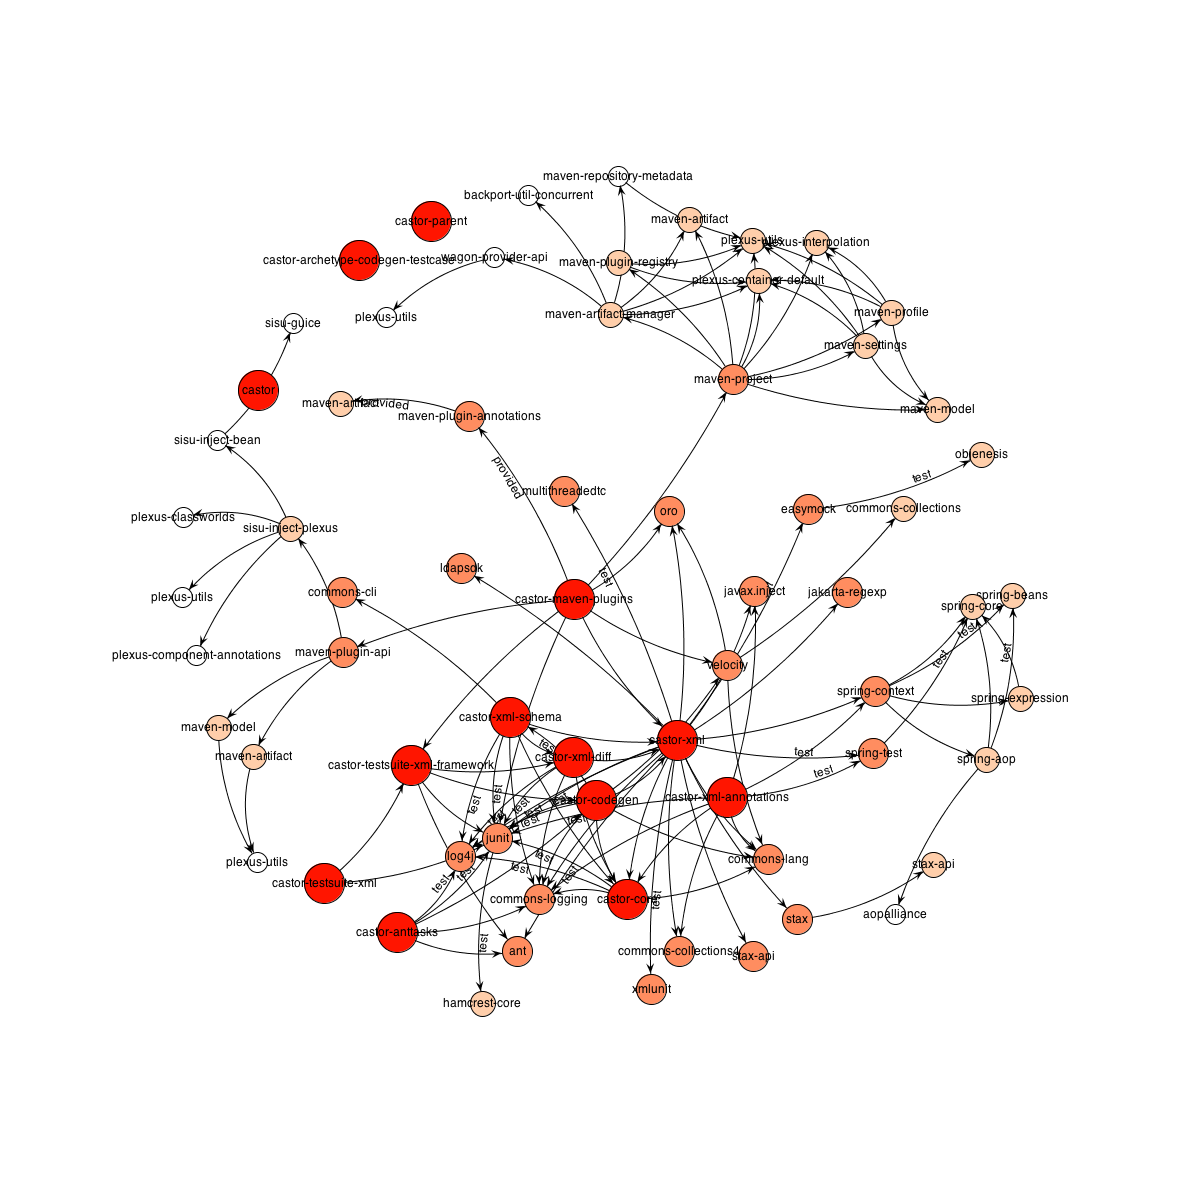 maven-repository-metadata
backport-util-concurrent
castor-parent
maven-artifact
plexus-utils
plexus-interpolation
castor-archetype-codegen-testcase
wagon-provider-api
maven-plugin-registry
plexus-container-default
plexus-utils
maven-artifact-manager
maven-profile
sisu-guice
maven-settings
castor
maven-project
maven-artifact
provided
maven-plugin-annotations
maven-model
sisu-inject-bean
objenesis
test
provided
multithreadedtc
plexus-classworlds
sisu-inject-plexus
oro
easymock
commons-collections
ldapsdk
test
plexus-utils
commons-cli
castor-maven-plugins
javax.inject
jakarta-regexp
spring-beans
spring-core
test
test
test
plexus-component-annotations
maven-plugin-api
velocity
spring-context
spring-expression
maven-model
castor-xml-schema
castor-xml
maven-artifact
test
castor-xml-diff
test
spring-test
spring-aop
castor-testsuite-xml-framework
test
castor-codegen
castor-xml-annotations
test
test
test
test
test
junit
plexus-utils
log4j
test
test
commons-lang
stax-api
castor-testsuite-xml
test
test
test
commons-logging
castor-core
test
stax
aopalliance
castor-anttasks
test
ant
commons-collections4
stax-api
xmlunit
hamcrest-core